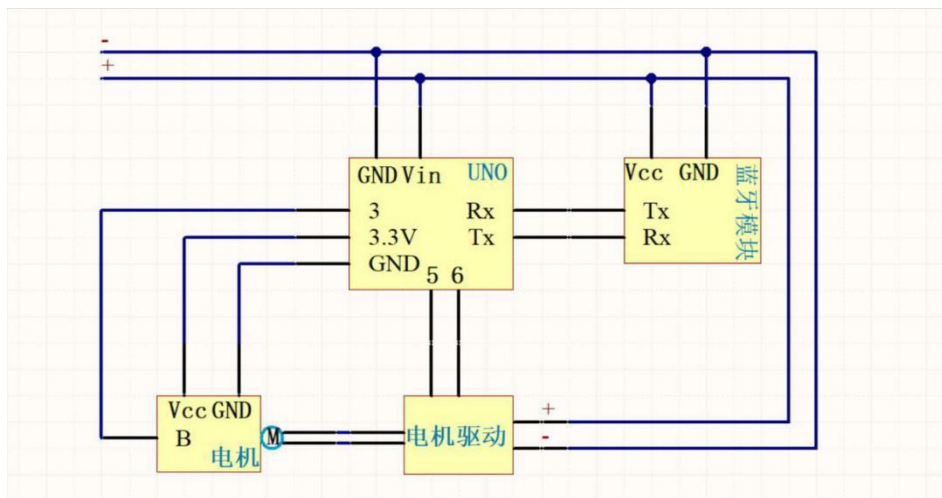 -
+
GND Vin UNO
Vcc GND
蓝牙模块
3 Rx
Tx
3.3V Tx
Rx
GND
5 6
Vcc GND
B
电机
M
电机驱动
+
-